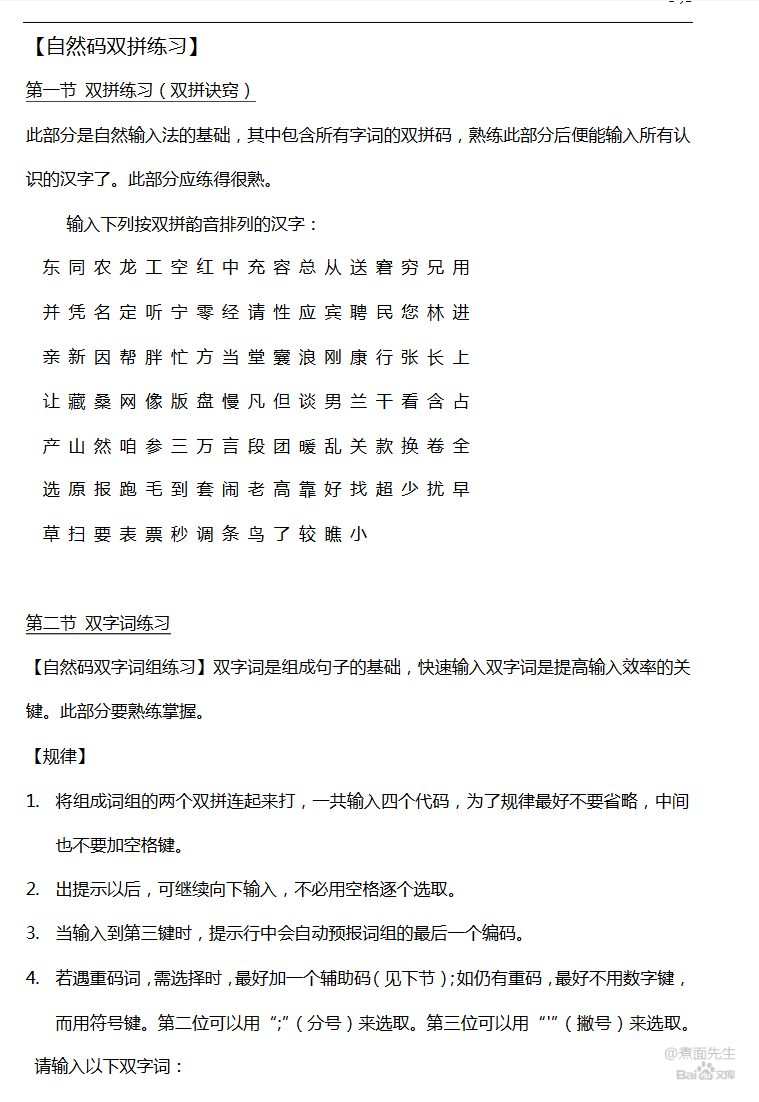 【自然码双拼练习】
第一节 双拼练习（双拼诀窍）
此部分是自然输入法的基础，其中包含所有字词的双拼码，熟练此部分后便能输入所有认
识的汉字了。此部分应练得很熟。
输入下列按双拼韵音排列的汉字：
东 同 农 龙 工 空 红 中 充 容 总 从 送 窘 穷 兄 用
并 凭 名 定 听 宁 零 经 请 性 应 宾 聘 民 您 林 进
亲 新 因 帮 胖 忙 方 当 堂 囊 浪 刚 康 行 张 长 上
让 藏 桑 网 像 版 盘 慢 凡 但 谈 男 兰 干 看 含 占
产 山 然 咱 参 三 万 言 段 团 暖 乱 关 款 换 卷 全
选 原 报 跑 毛 到 套 闹 老 高 靠 好 找 超 少 扰 早
草 扫 要 表 票 秒 调 条 鸟 了 较 瞧 小
第二节 双字词练习
【自然码双字词组练习】双字词是组成句子的基础，快速输入双字词是提高输入效率的关
键。此部分要熟练掌握。
【规律】
1. 将组成词组的两个双拼连起来打，一共输入四个代码，为了规律最好不要省略，中间
也不要加空格键。
2. 出提示以后，可继续向下输入，不必用空格逐个选取。
3. 当输入到第三键时，提示行中会自动预报词组的最后一个编码。
4. 若遇重码词，需选择时，最好加一个辅助码（见下节）；如仍有重码，最好不用数字键，
而用符号键。第二位可以用“;”（分号）来选取。第三位可以用“'”（撇号）来选取。
请输入以下双字词：
@煮面先生
Bai文库